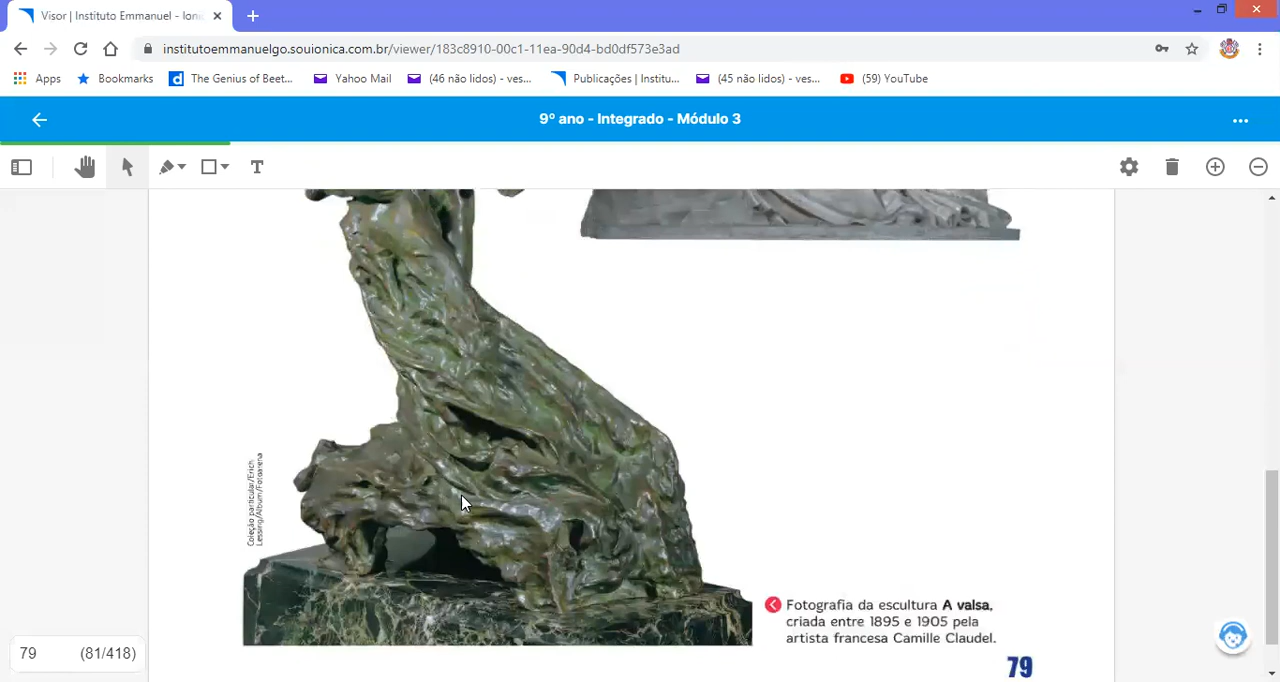 Visor | Instituto Emmanuel - Ioni
institutoemmanuelgo.souionica.com.br/viewer/183c8910-00c1-11ea-90d4-bd0df573e3ad
Apps Bookmarks The Genius of Beet... Yahoo Mail (46 não lidos) - ves... Publicações | Institu... (45 não lidos) - ves... (59) YouTube
9º ano - Integrado - Módulo 3
T
Coleção particular/Erich
Lessing/Album/Fotoarena
Fotografia da escultura A valsa,
criada entre 1895 e 1905 pela
artista francesa Camille Claudel.
79
79 (81/418)